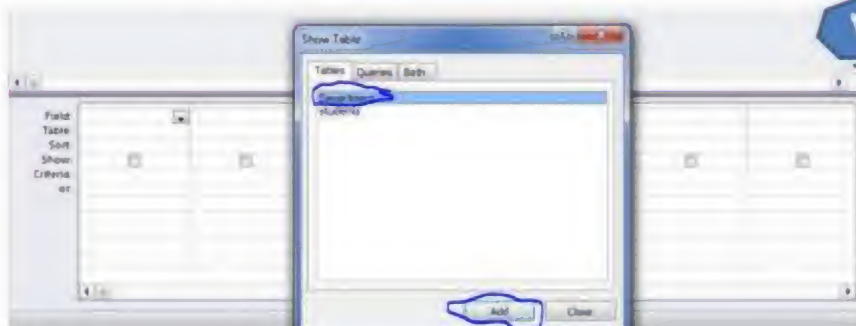 Show Table
Tables Queries Both
students
Field:
Table:
Sort:
Show:
Criteria:
or:
Add Close